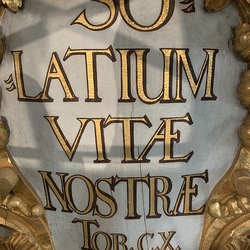 SO⸗
⸗LATIUM
VITÆ
NOSTRÆ
TOB. C.X.